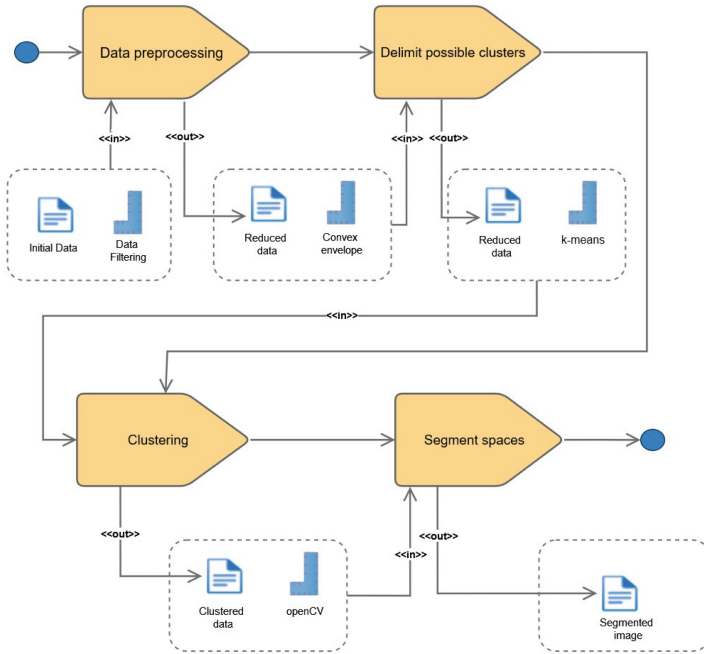 Data preprocessing
Delimit possible clusters
<<in>>
<<out>>
<<in>>
<<out>>
Initial Data
Data
Filtering
Reduced
data
Convex
envelope
Reduced
data
k-means
<<in>>
Clustering
Segment spaces
<<out>>
<<in>>
<<out>>
Clustered
data
openCV
Segmented
image